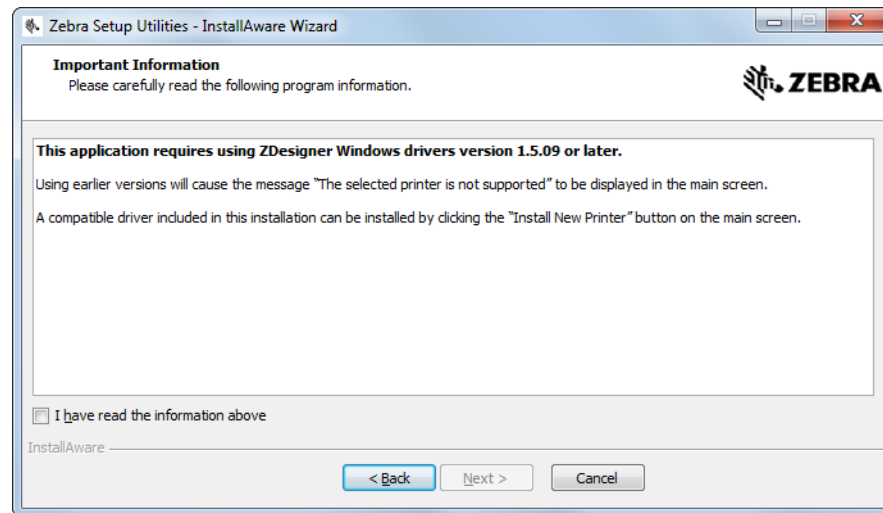 Zebra Setup Utilities - InstallAware Wizard
Important Information
Please carefully read the following program information.
ZEBRA
This application requires using ZDesigner Windows drivers version 1.5.09 or later.
Using earlier versions will cause the message “The selected printer is not supported” to be displayed in the main screen.
A compatible driver included in this installation can be installed by clicking the “Install New Printer” button on the main screen.
I have read the information above
InstallAware
< Back Next > Cancel